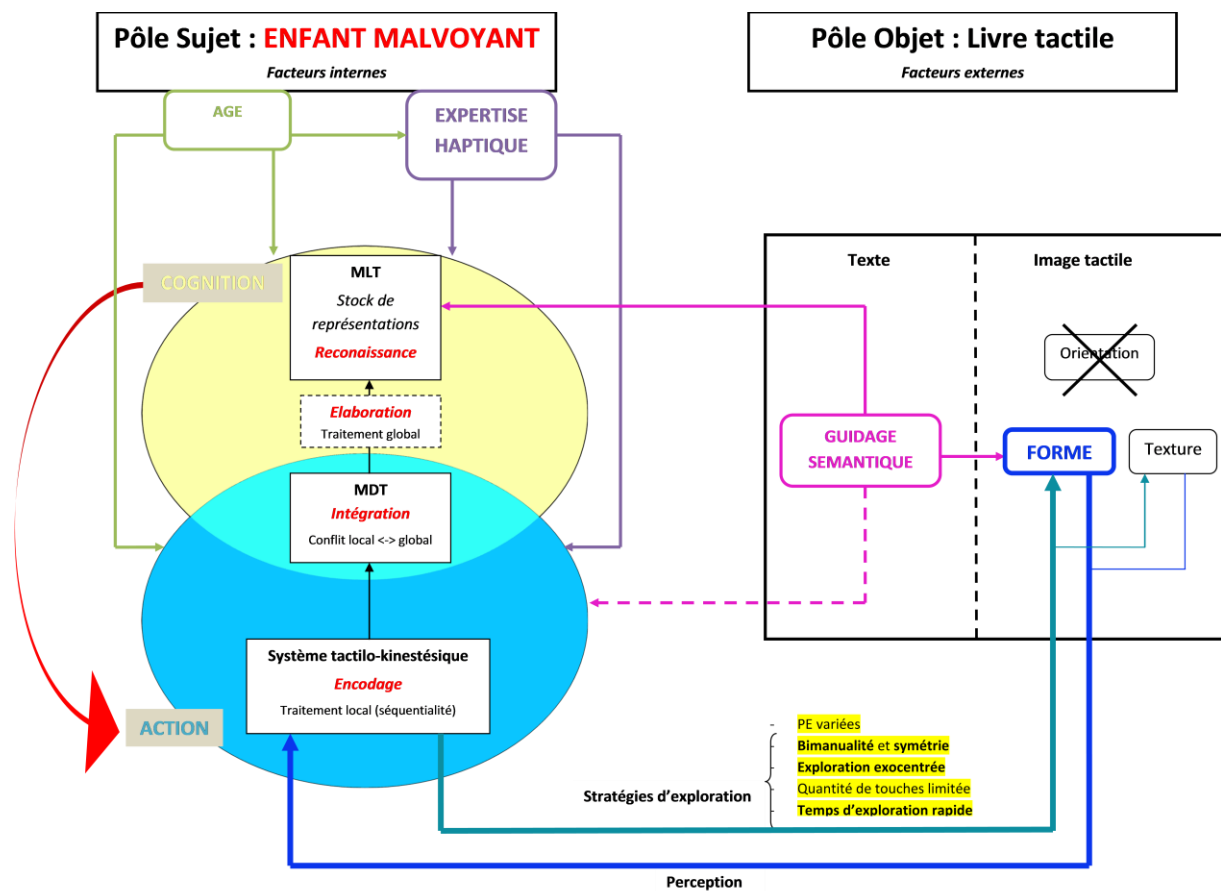 Pôle Sujet : ENFANT MALVOYANT
Facteurs internes
Pôle Objet : Livre tactile
Facteurs externes
AGE
EXPERTISE
HAPTIQUE
COGNITION
MLT
Stock de
représentations
Reconaissance
Elaboration
Traitement global
MDT
Intégration
Conflit local <-> global
Système tactilo-kinestésique
Encodage
Traitement local (séquentialité)
ACTION
Texte
Image tactile
Orientation
GUIDAGE
SEMANTIQUE
FORME
Texture
Stratégies d’exploration
- PE variées
- Bimanualité et symétrie
- Exploration exocentrée
- Quantité de touches limitée
- Temps d’exploration rapide
Perception